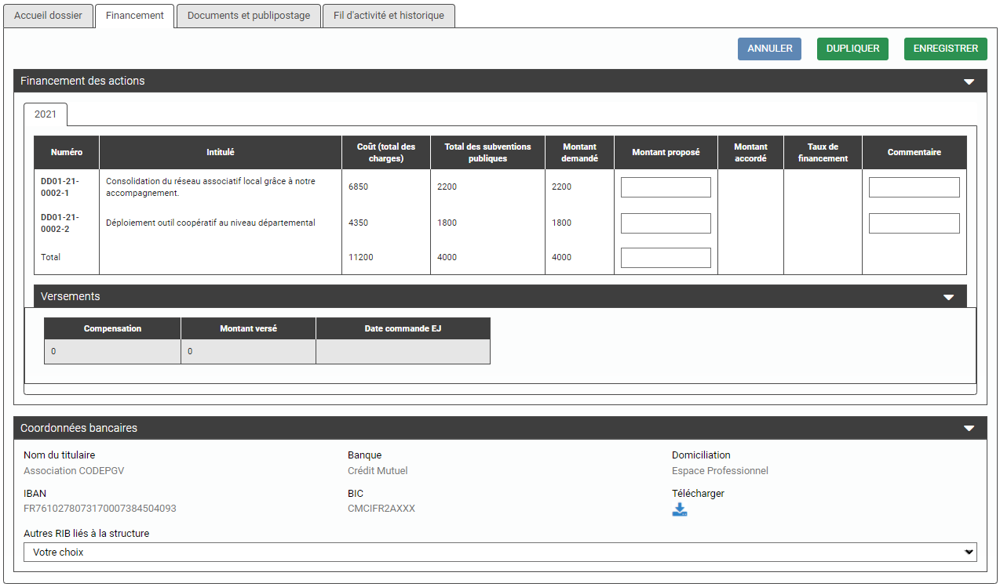 Accueil dossier
Financement
Documents et publipostage
Fil d'activité et historique
ANNULER
DUPLIQUER
ENREGISTRER
Financement des actions
2021
Numéro
Intitulé
Coût (total des
charges)
Total des subventions
publiques
Montant
demandé
Montant proposé
Montant
accordé
Taux de
financement
Commentaire
DD01-21-
0002-1
Consolidation du réseau associatif local grâce à notre
accompagnement.
6850
2200
2200
DD01-21-
0002-2
Déploiement outil coopératif au niveau départemental
4350
1800
1800
Total
11200
4000
4000
Versements
Compensation
Montant versé
Date commande EJ
0
0
Coordonnées bancaires
Nom du titulaire
Association CODEPGV
Banque
Crédit Mutuel
Domiciliation
Espace Professionnel
IBAN
FR7610278073170007384504093
BIC
CMCIFR2AXXX
Télécharger
Autres RIB liés à la structure
Votre choix